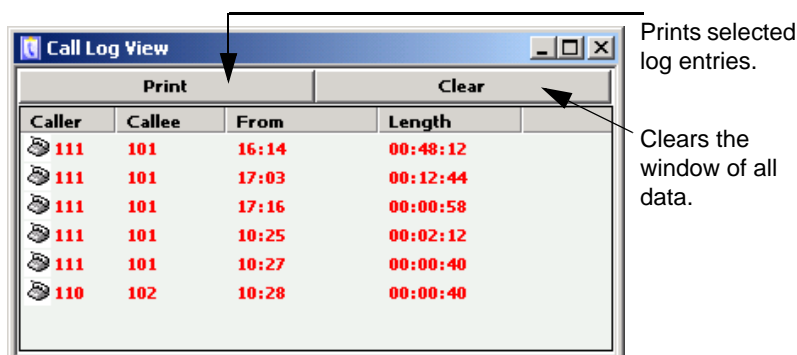 Call Log View
Print Clear
Caller Callee From Length
111 101 16:14 00:48:12
111 101 17:03 00:12:44
111 101 17:16 00:00:58
111 101 10:25 00:02:12
111 101 10:27 00:00:40
110 102 10:28 00:00:40
Prints selected
log entries.
Clears the
window of all
data.